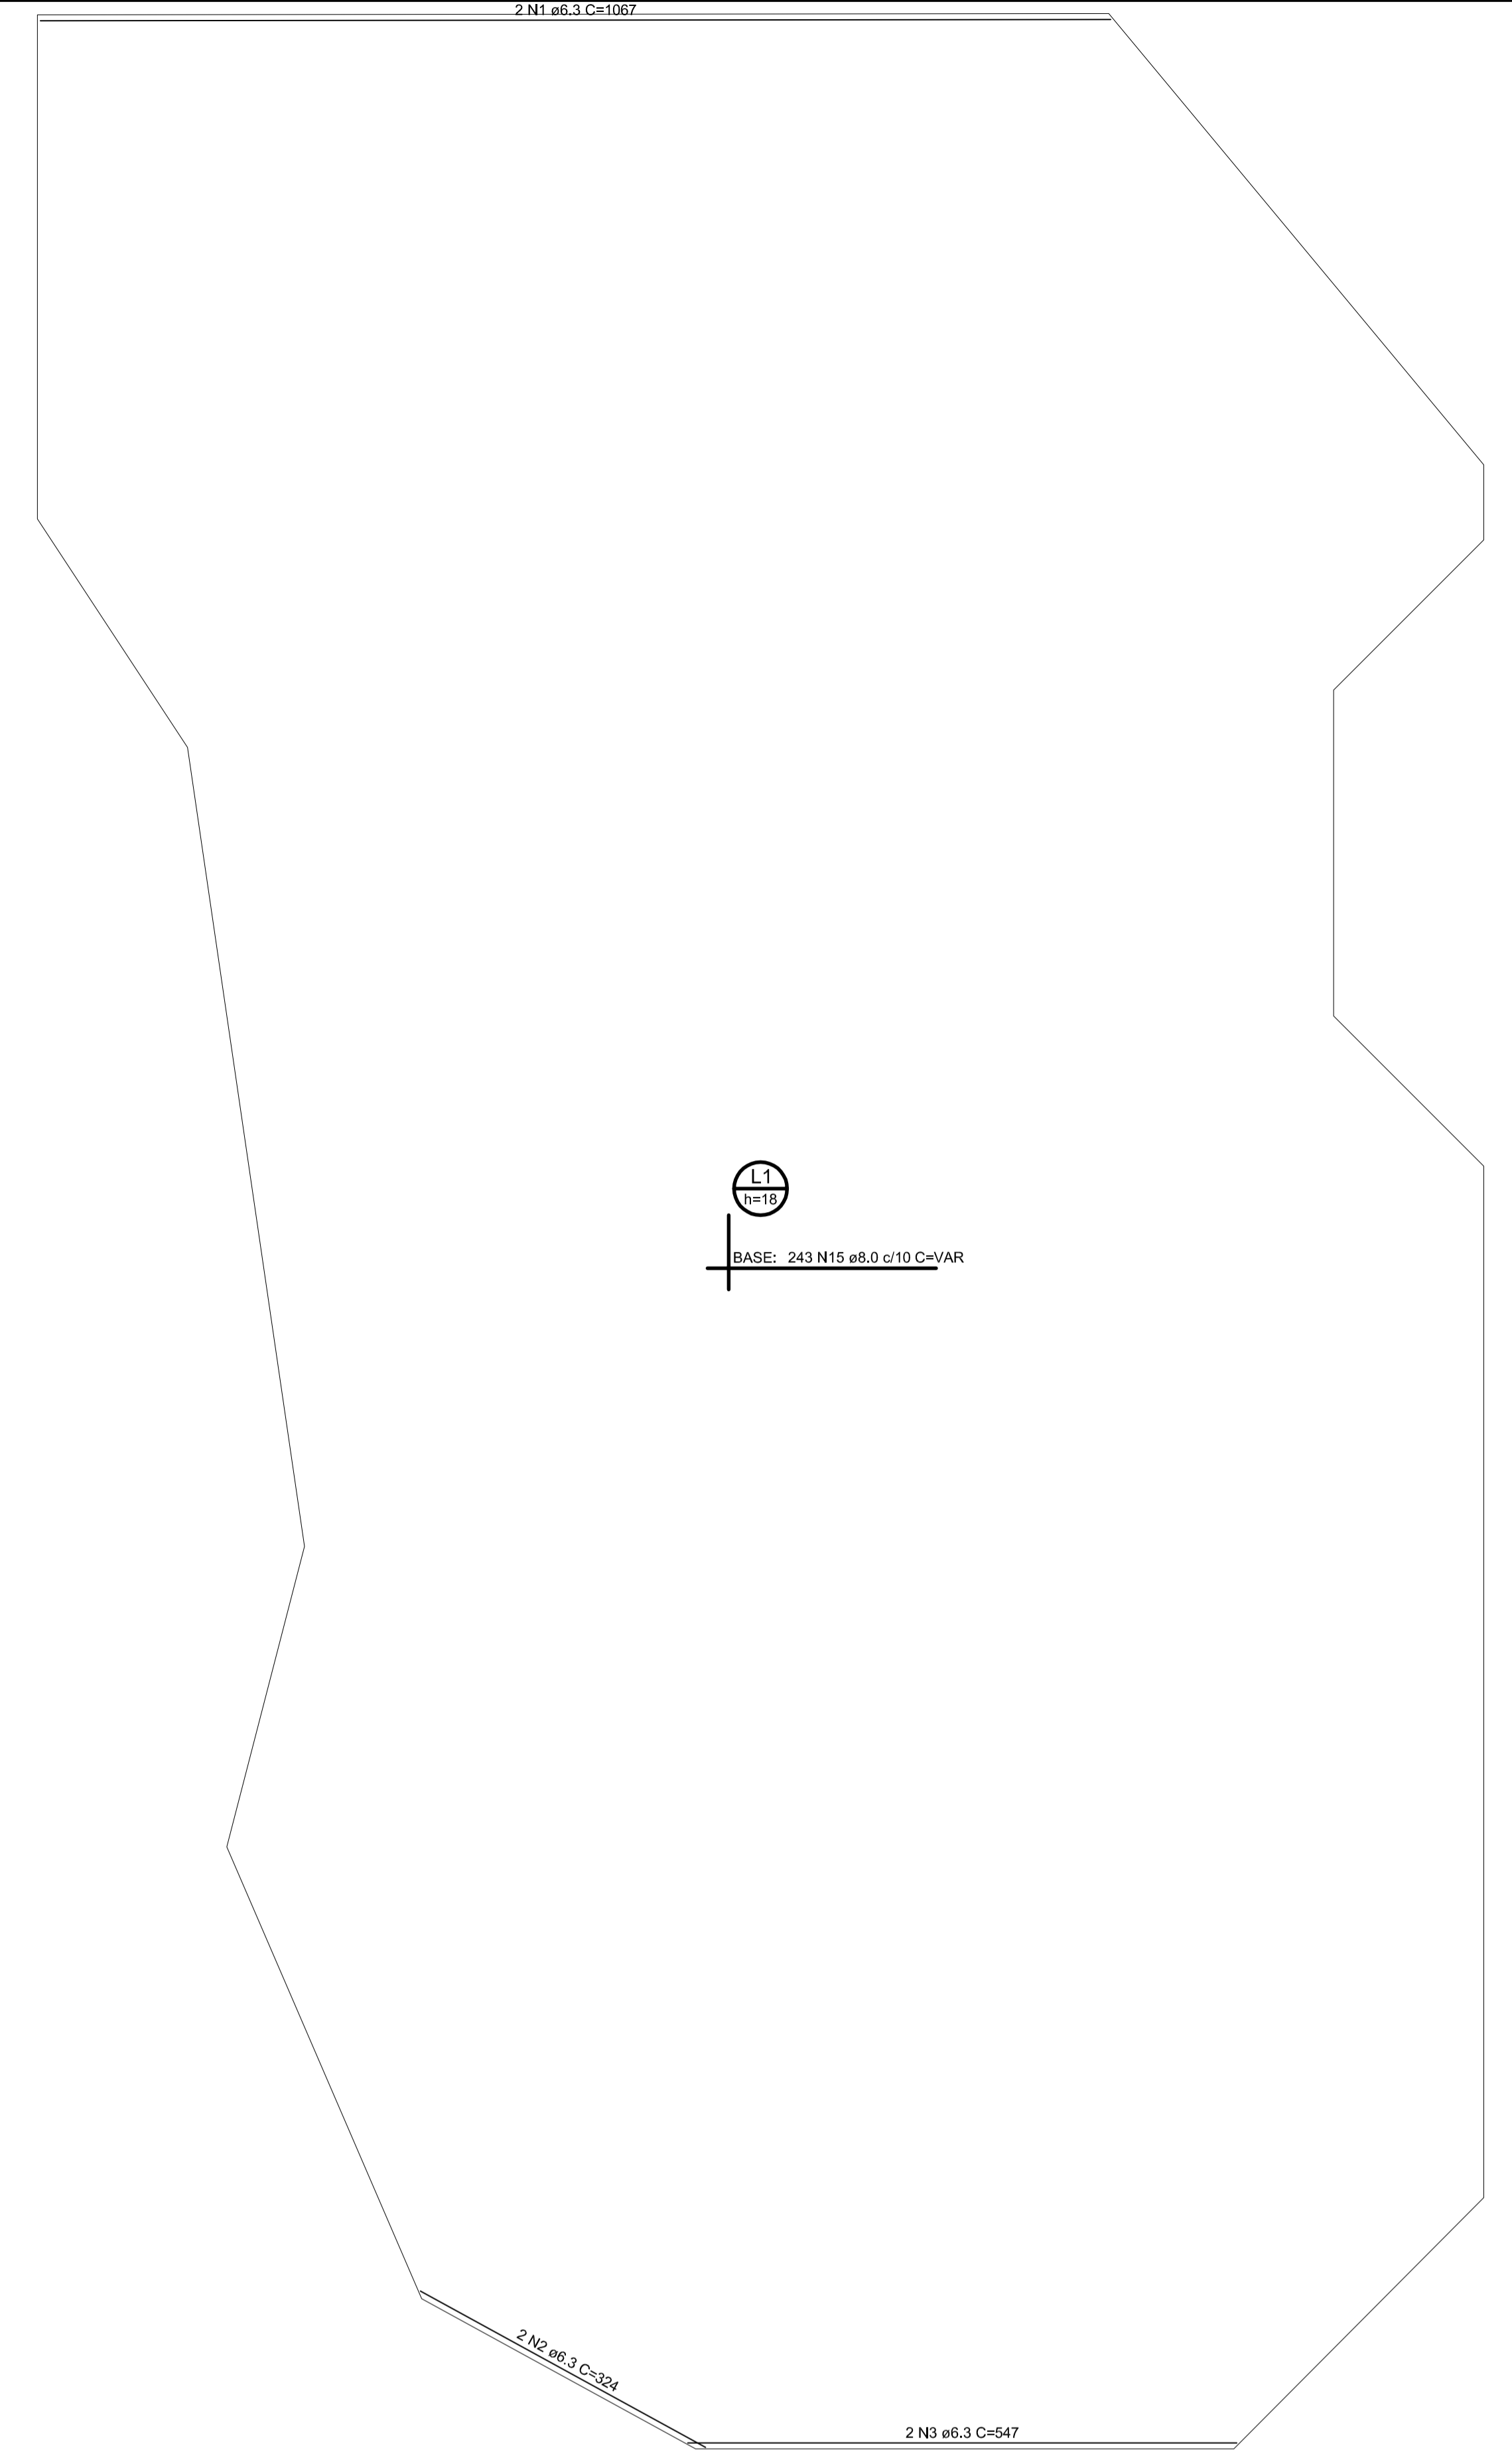 2 N1 ø6.3 C=1067
L1
h=18
BASE: 243 N15 ø8.0 c/10 C=VAR
2 N2 ø6.3 C=324
2 N3 ø6.3 C=547